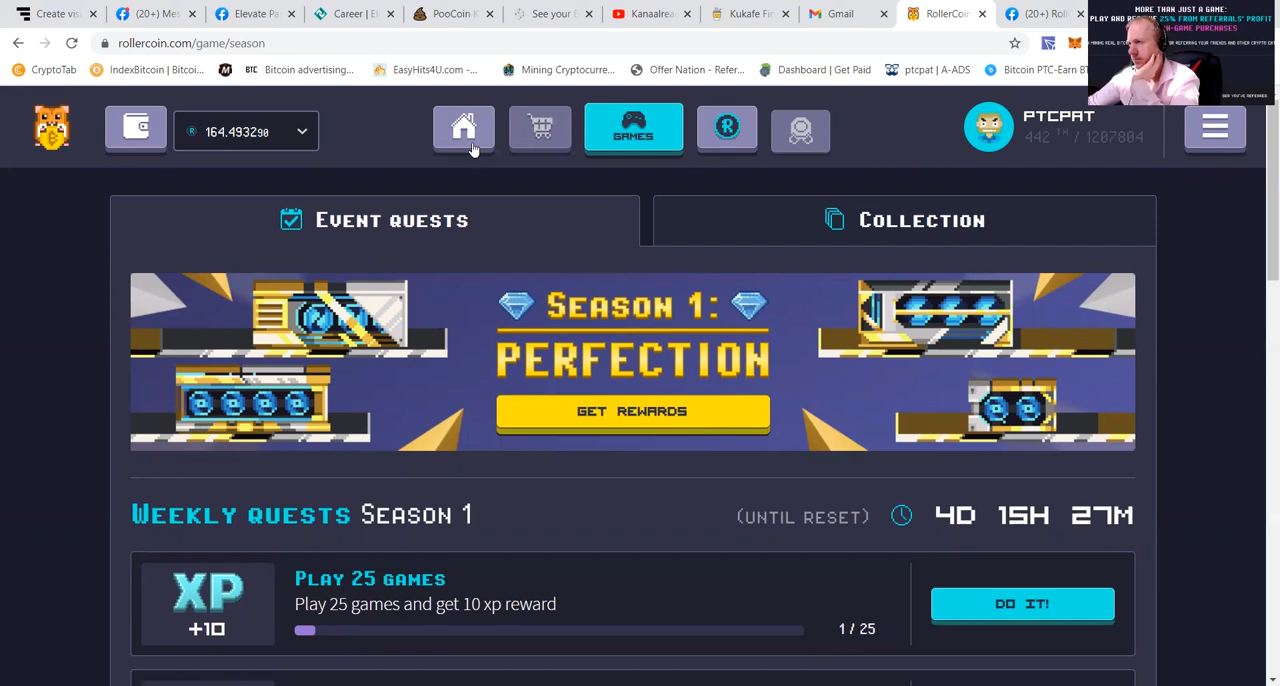 Create vis
(20+) Mes
Elevate Pa
Career | El
PooCoin
See your E
Kanaalrea
Kukafe Fi
Gmail
RollerCoi
(20+) Roll
rollercoin.com/game/season
CryptoTab
IndexBitcoin | Bitcoi...
BTC Bitcoin advertising...
EasyHits4U.com -...
Mining Cryptocurre...
Offer Nation - Refer...
Dashboard | Get Paid
ptcpat | A-ADS
Bitcoin PTC-Earn BT
MORE THAN JUST A GAME:
25% FROM REFERRALS' PROFIT
164.493298
GAMES
PTCPAT
442 TH / 1207804
EVENT QUESTS
COLLECTION
SEASON 1:
PERFECTION
GET REWARDS
WEEKLY QUESTS SEASON 1
(UNTIL RESET) 4D 15H 27M
XP
+10
PLAY 25 GAMES
Play 25 games and get 10 xp reward
1 / 25
DO IT!